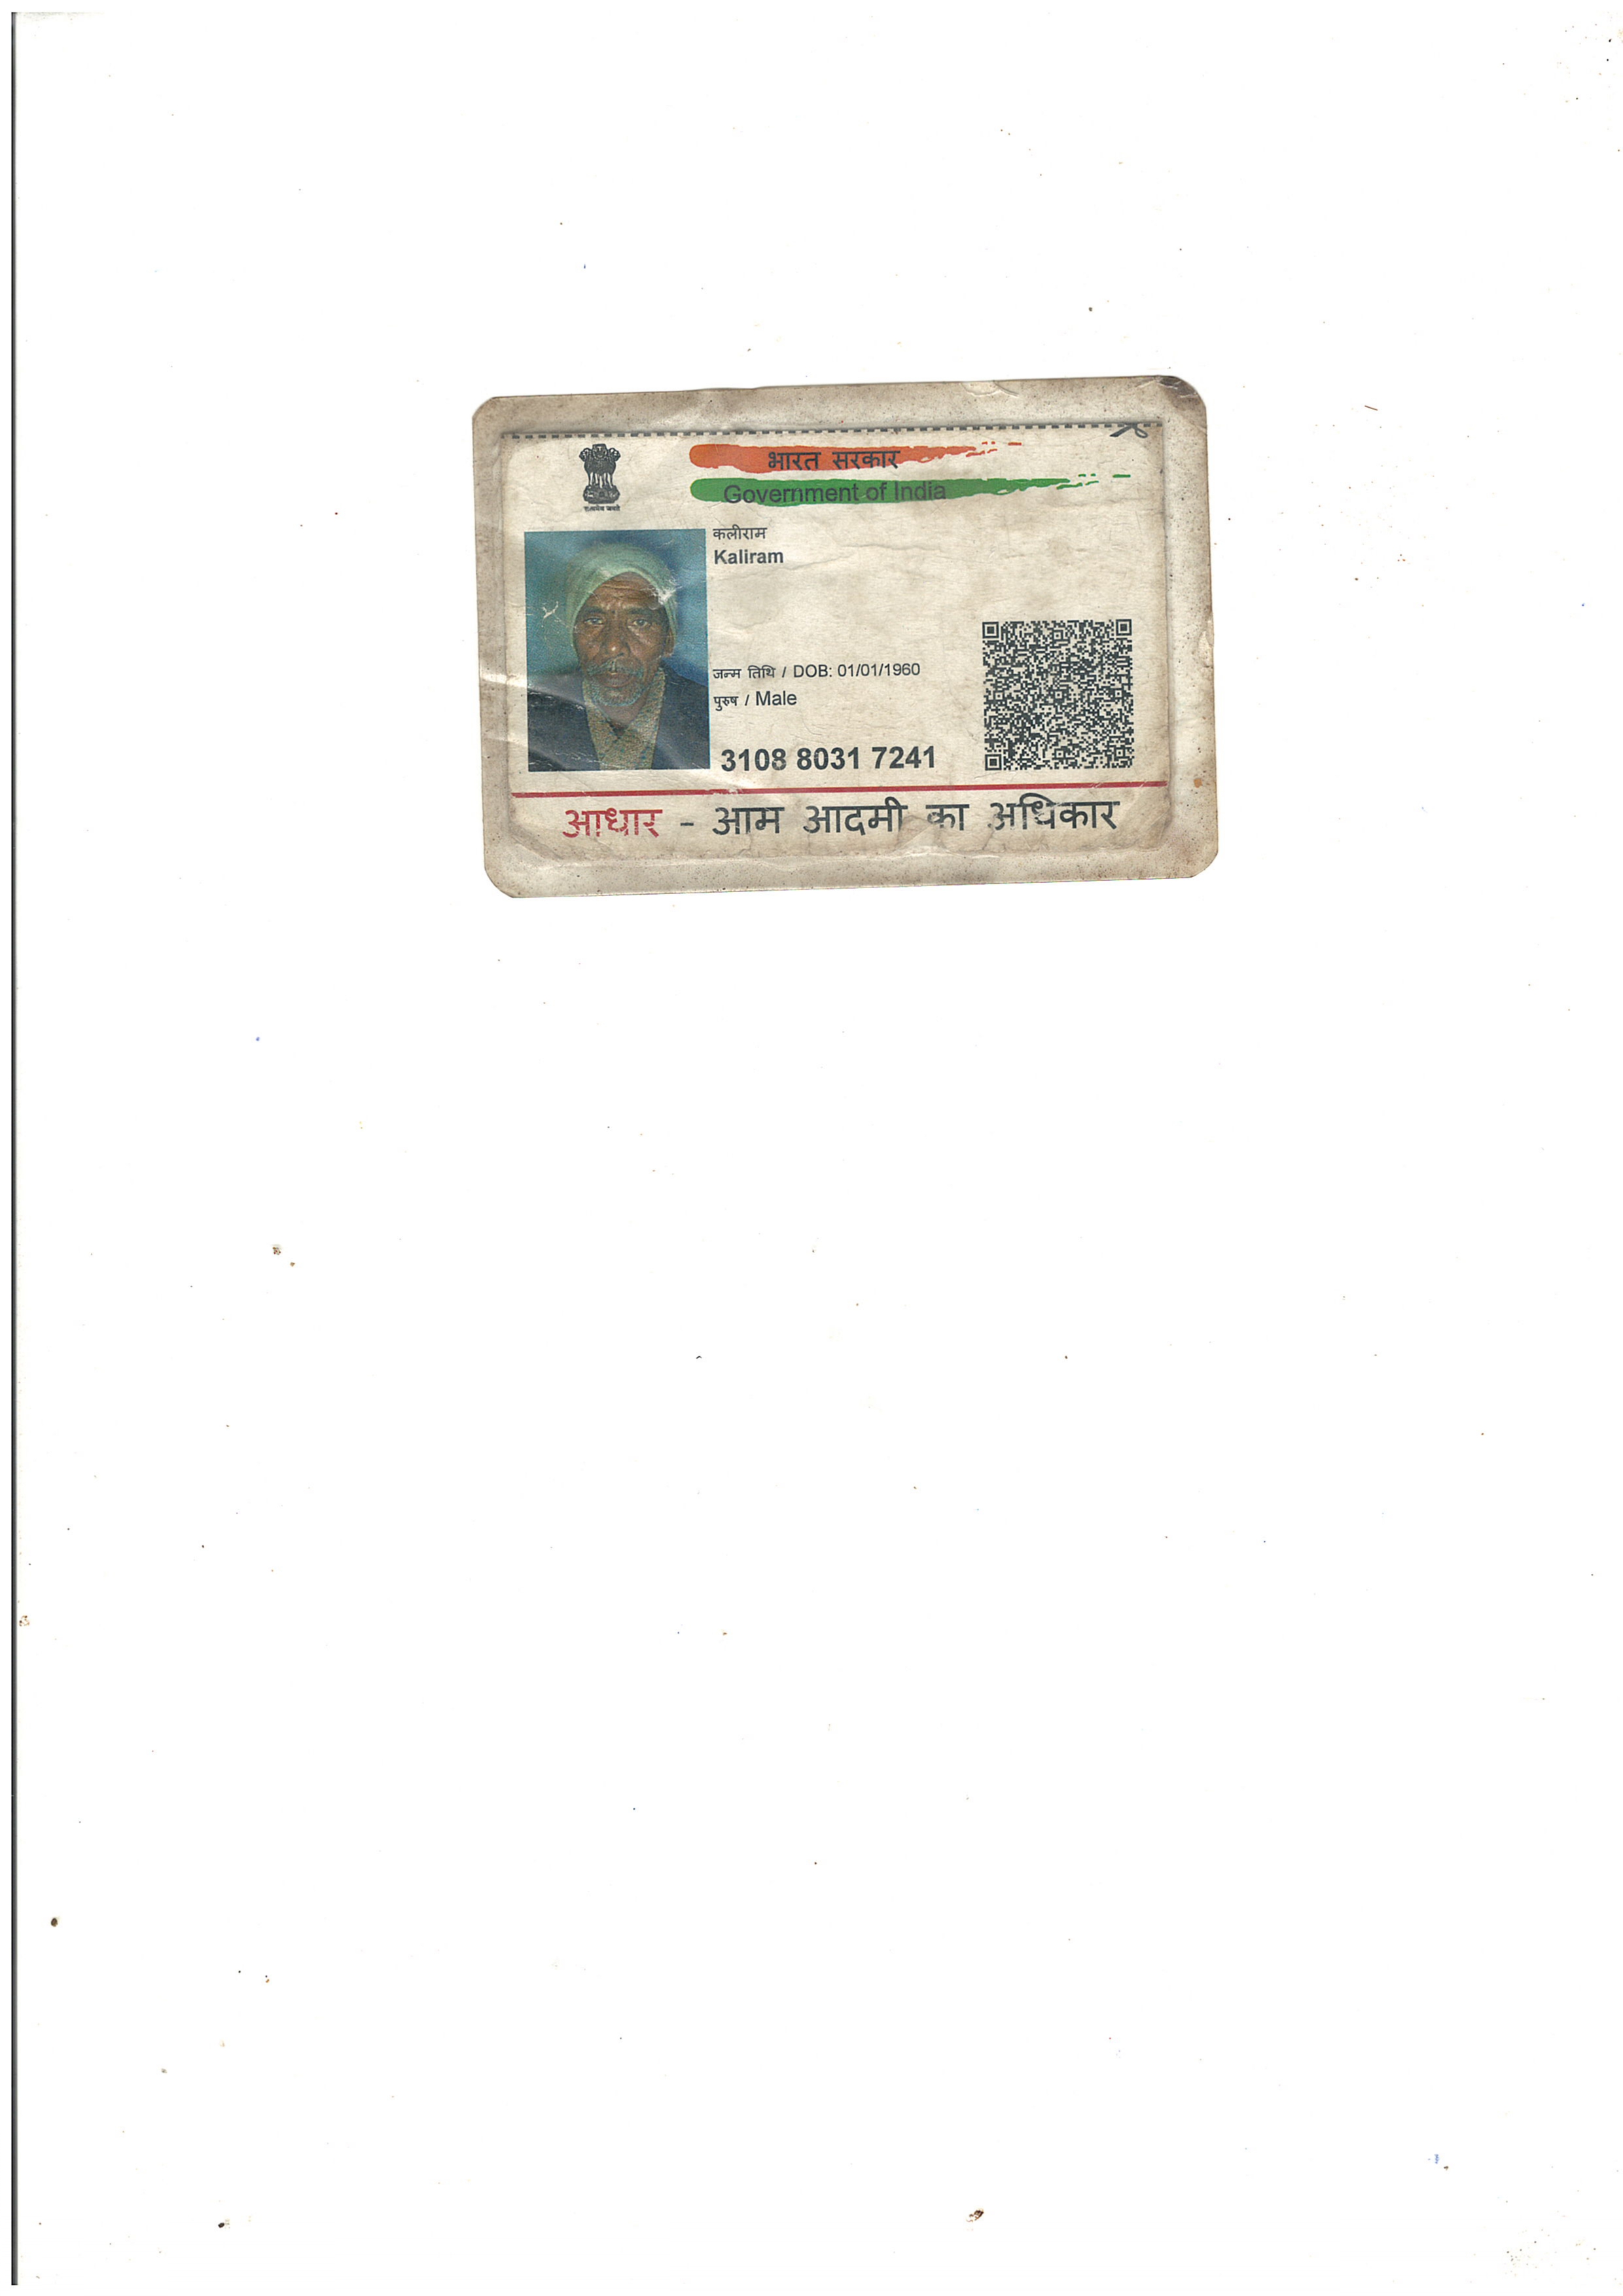 भारत सरकार
Government of India
सत्यमेव जयते
कलीराम
Kaliram
जन्म तिथि / DOB: 01/01/1960
पुरुष / Male
3108 8031 7241
आधार - आम आदमी का अधिकार